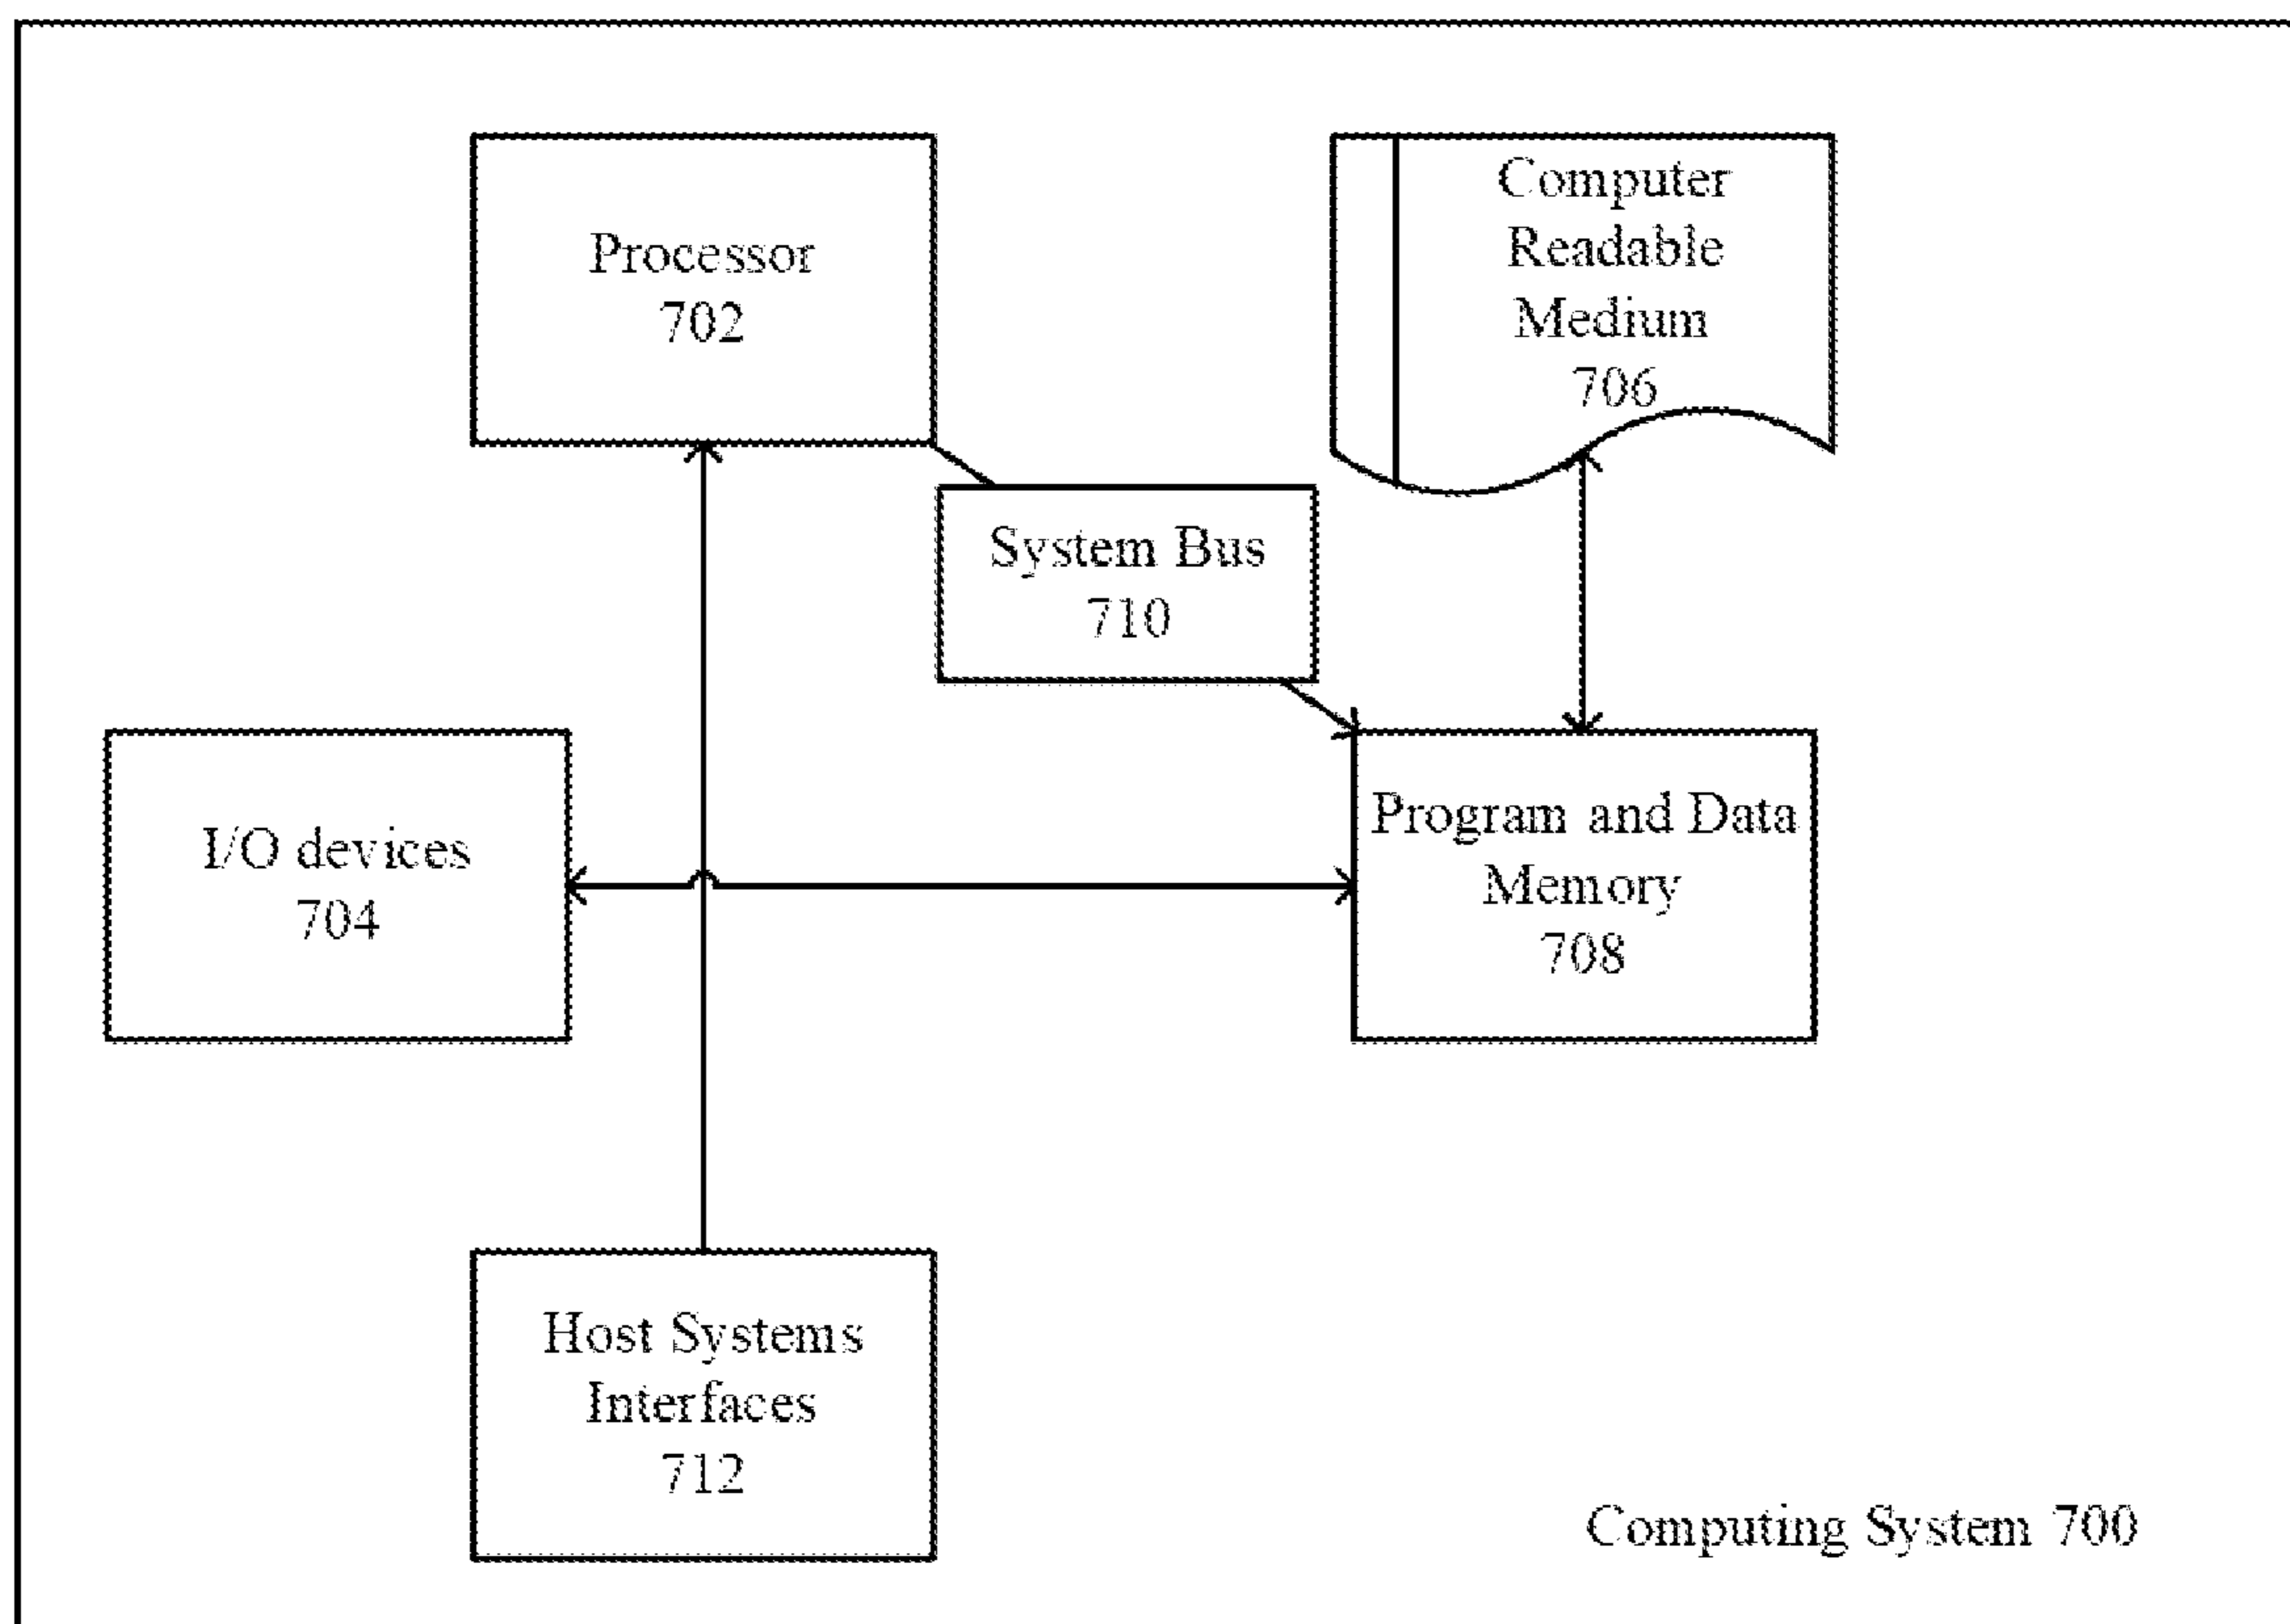 Processor
702
Computer
Readable
Medium
706
System Bus
710
I/O devices
704
Program and Data
Memory
708
Host Systems
Interfaces
712
Computing System 700